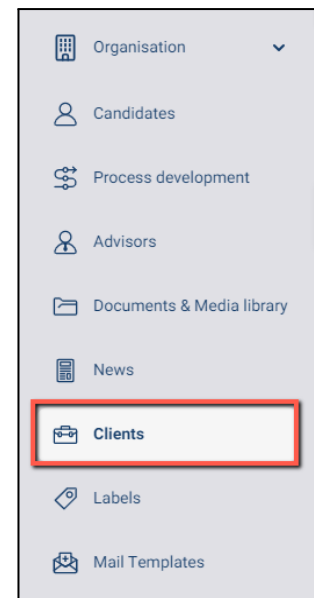 Organisation
Candidates
Process development
Advisors
Documents & Media library
News
Clients
Labels
Mail Templates